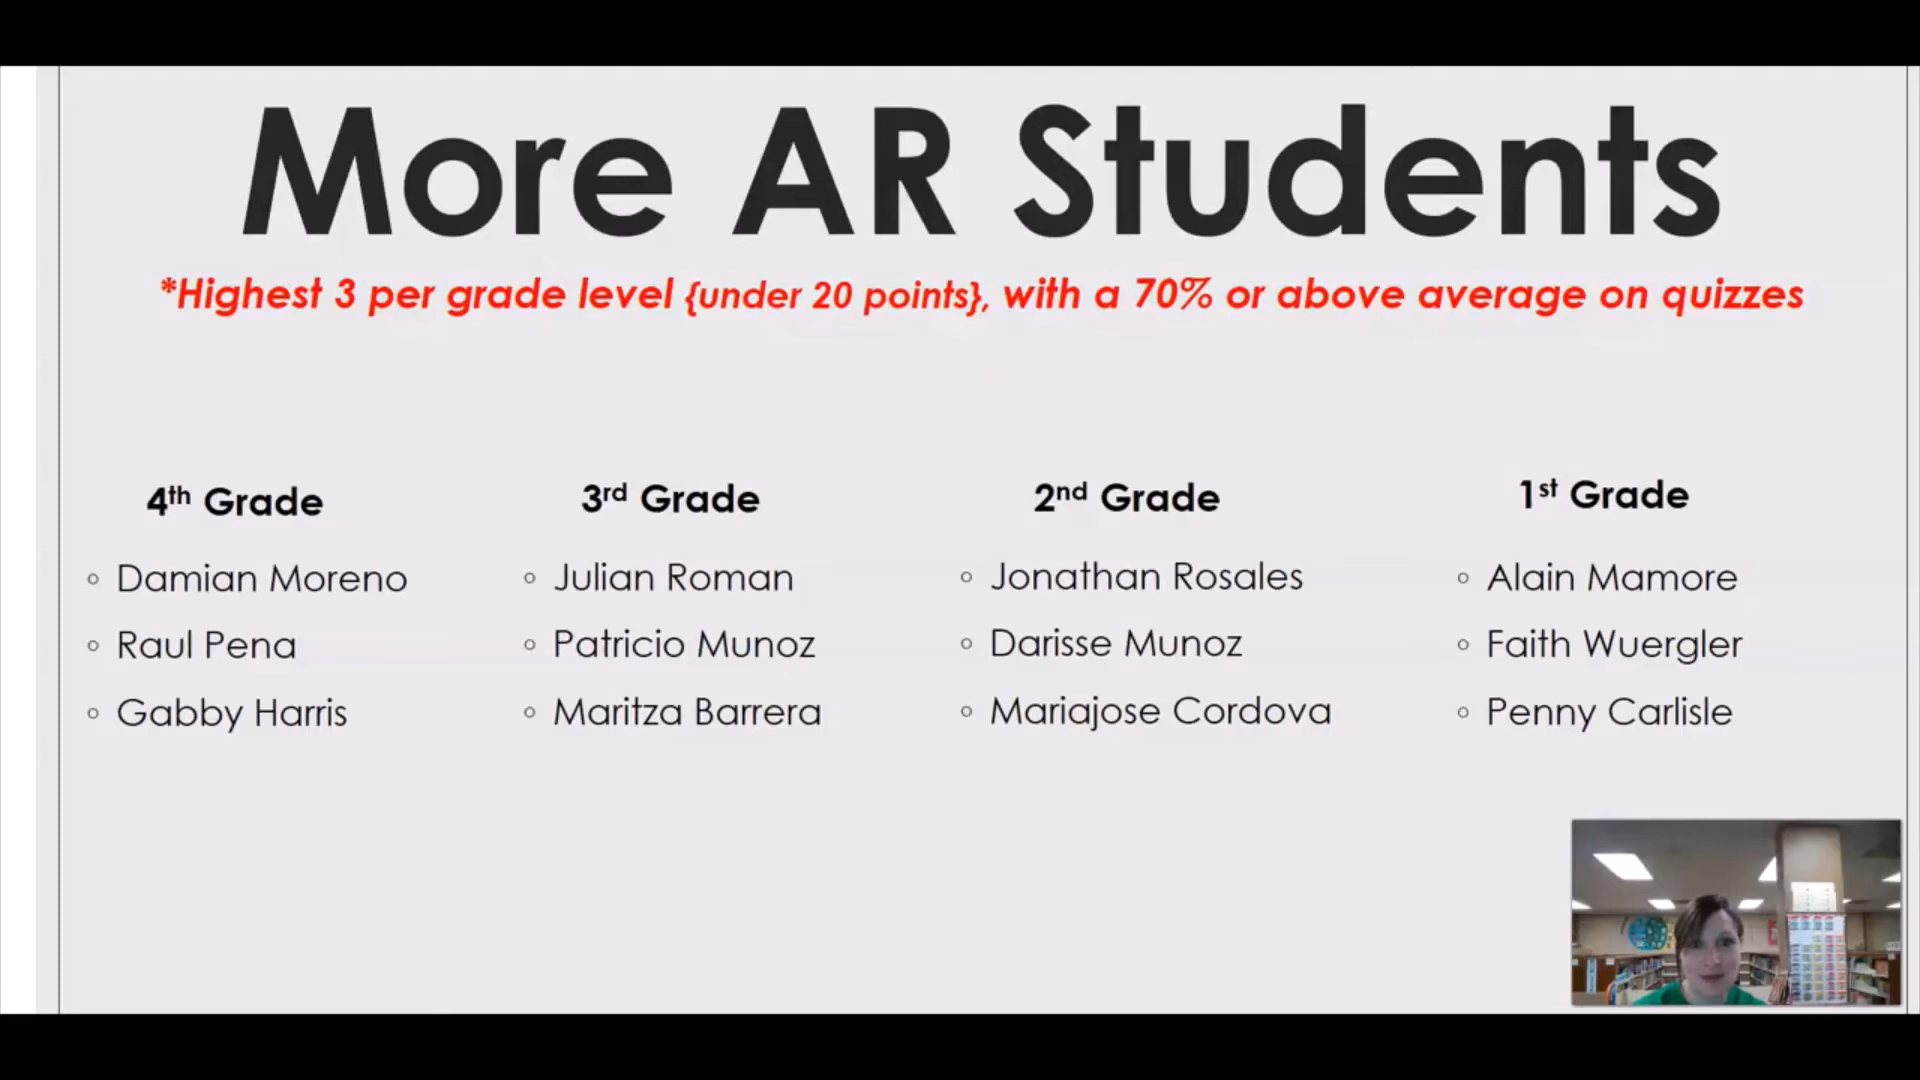 More AR Students
*Highest 3 per grade level {under 20 points}, with a 70% or above average on quizzes
4th Grade
Damian Moreno
Raul Pena
Gabby Harris
3rd Grade
Julian Roman
Patricio Munoz
Maritza Barrera
2nd Grade
Jonathan Rosales
Darisse Munoz
Mariajose Cordova
1st Grade
Alain Mamore
Faith Wuergler
Penny Carlisle